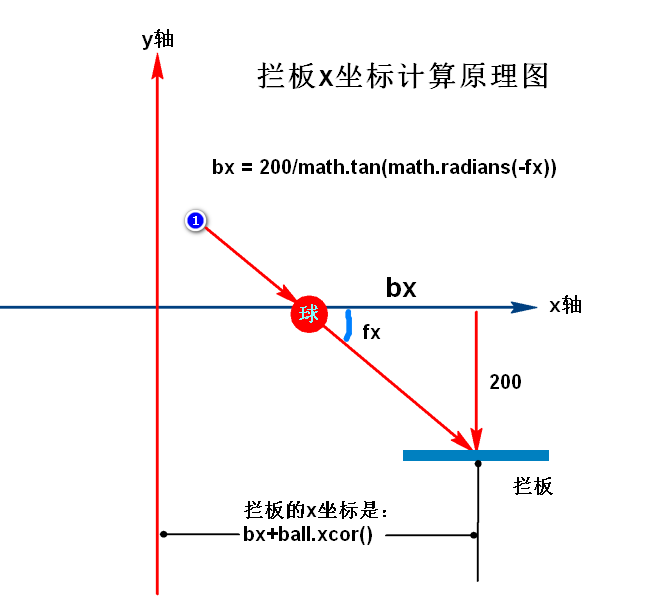 y轴
拦板x坐标计算原理图
bx = 200/math.tan(math.radians(-fx))
1
bx
x轴
球
fx
200
拦板
拦板的x坐标是：
bx+ball.xcor()